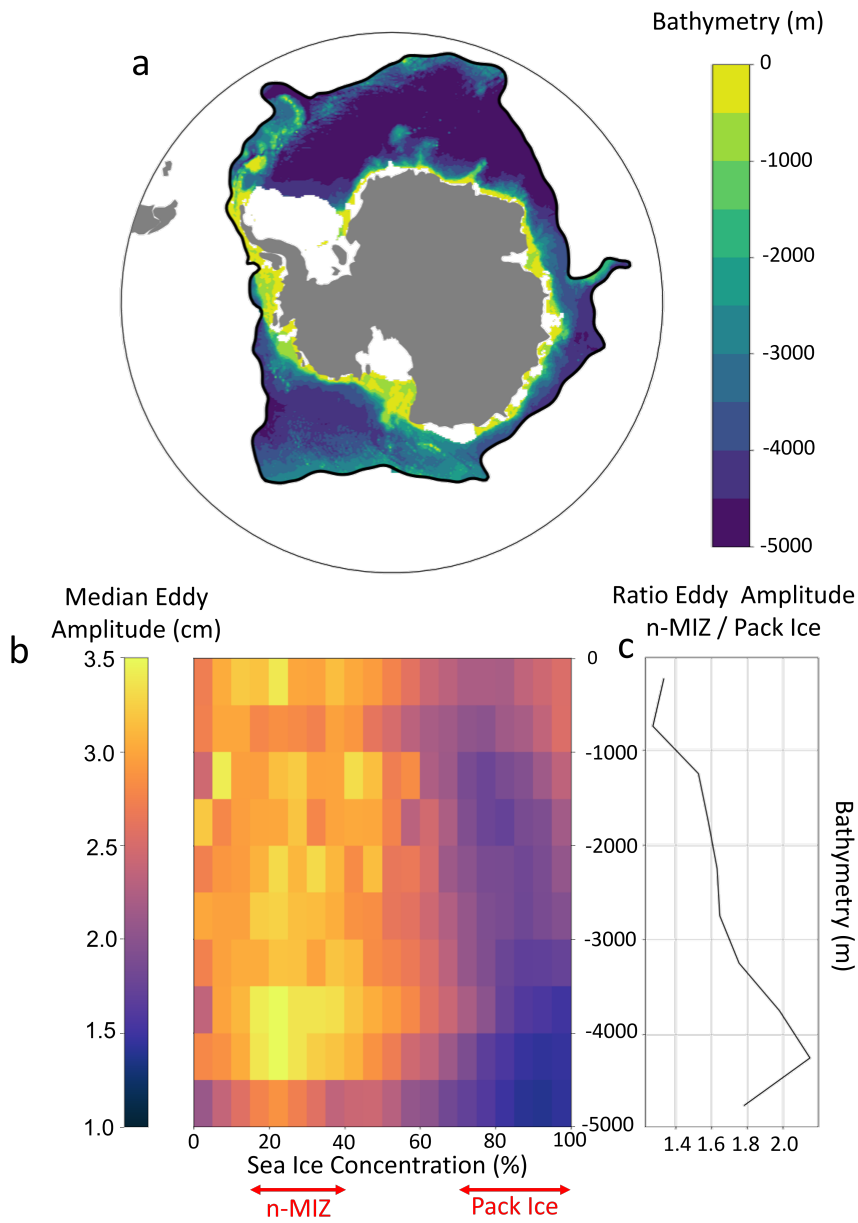 Bathymetry (m)
a
0
-1000
-2000
-3000
-4000
-5000
Median Eddy
Amplitude (cm)
Ratio Eddy Amplitude
n-MIZ / Pack Ice
b
c
3.5
3.0
2.5
2.0
1.5
1.0
0
-1000
-2000
-3000
-4000
-5000
Bathymetry (m)
0 20 40 60 80 100
1.4 1.6 1.8 2.0
Sea Ice Concentration (%)
n-MIZ
Pack Ice